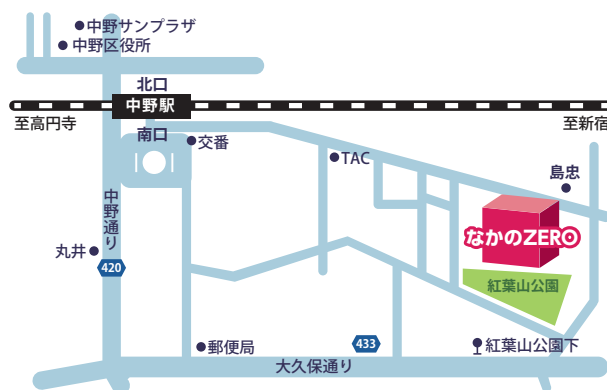 中野サンプラザ
中野区役所
北口
中野駅
至高円寺
至新宿
南口
交番
TAC
島忠
中野通り
なかのZERO
丸井
420
紅葉山公園
郵便局
433
紅葉山公園下
大久保通り